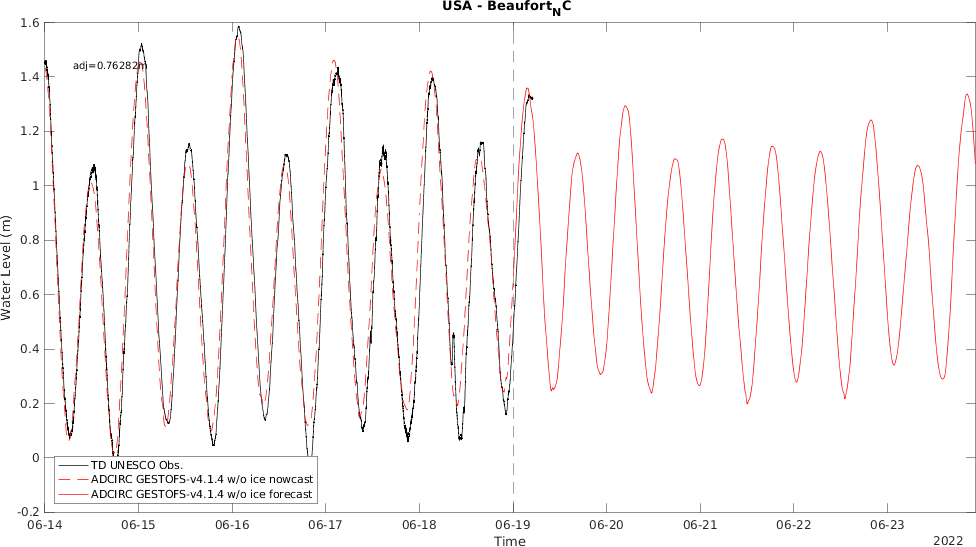 USA - Beaufort_NC
1.6
adj=0.76282m
1.4
1.2
1
0.8
0.6
0.4
0.2
0
-0.2
Water Level (m)
TD UNESCO Obs.
ADCIRC GESTOFS-v4.1.4 w/o ice nowcast
ADCIRC GESTOFS-v4.1.4 w/o ice forecast
06-14 06-15 06-16 06-17 06-18 06-19 06-20 06-21 06-22 06-23
Time
2022